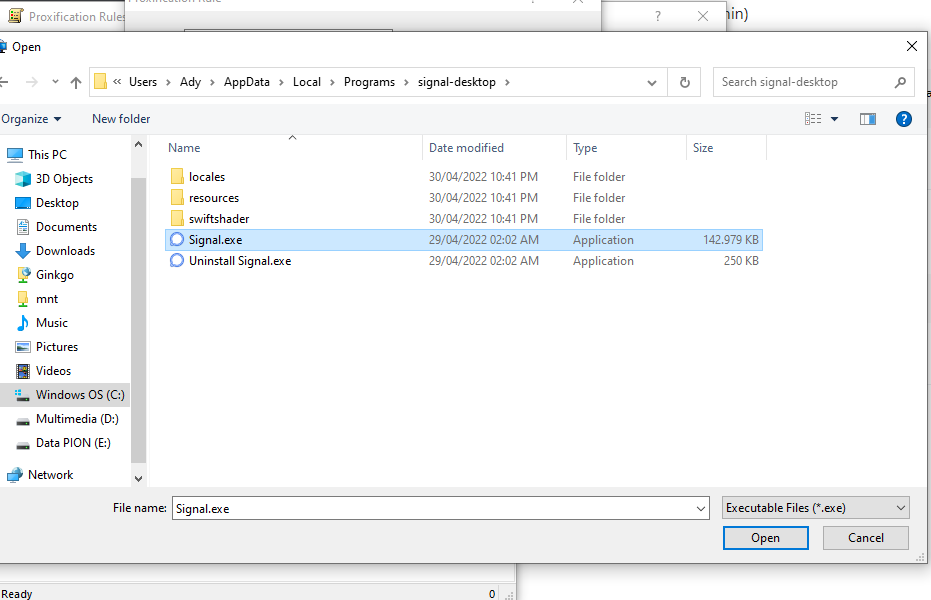 Proxification Rules
Proxification Rule
?
nin)
Open
« Users > Ady > AppData > Local > Programs > signal-desktop >
Search signal-desktop
Organize
New folder
?
Name
Date modified
Type
Size
This PC
3D Objects
Desktop
Documents
Downloads
Ginkgo
mnt
Music
Pictures
Videos
Windows OS (C:)
Multimedia (D:)
Data PION (E:)
Network
locales 30/04/2022 10:41 PM File folder
resources 30/04/2022 10:41 PM File folder
swiftshader 30/04/2022 10:41 PM File folder
Signal.exe 29/04/2022 02:02 AM Application 142.979 KB
Uninstall Signal.exe 29/04/2022 02:02 AM Application 250 KB
File name: Signal.exe
Executable Files (*.exe)
Open
Cancel
Ready
0